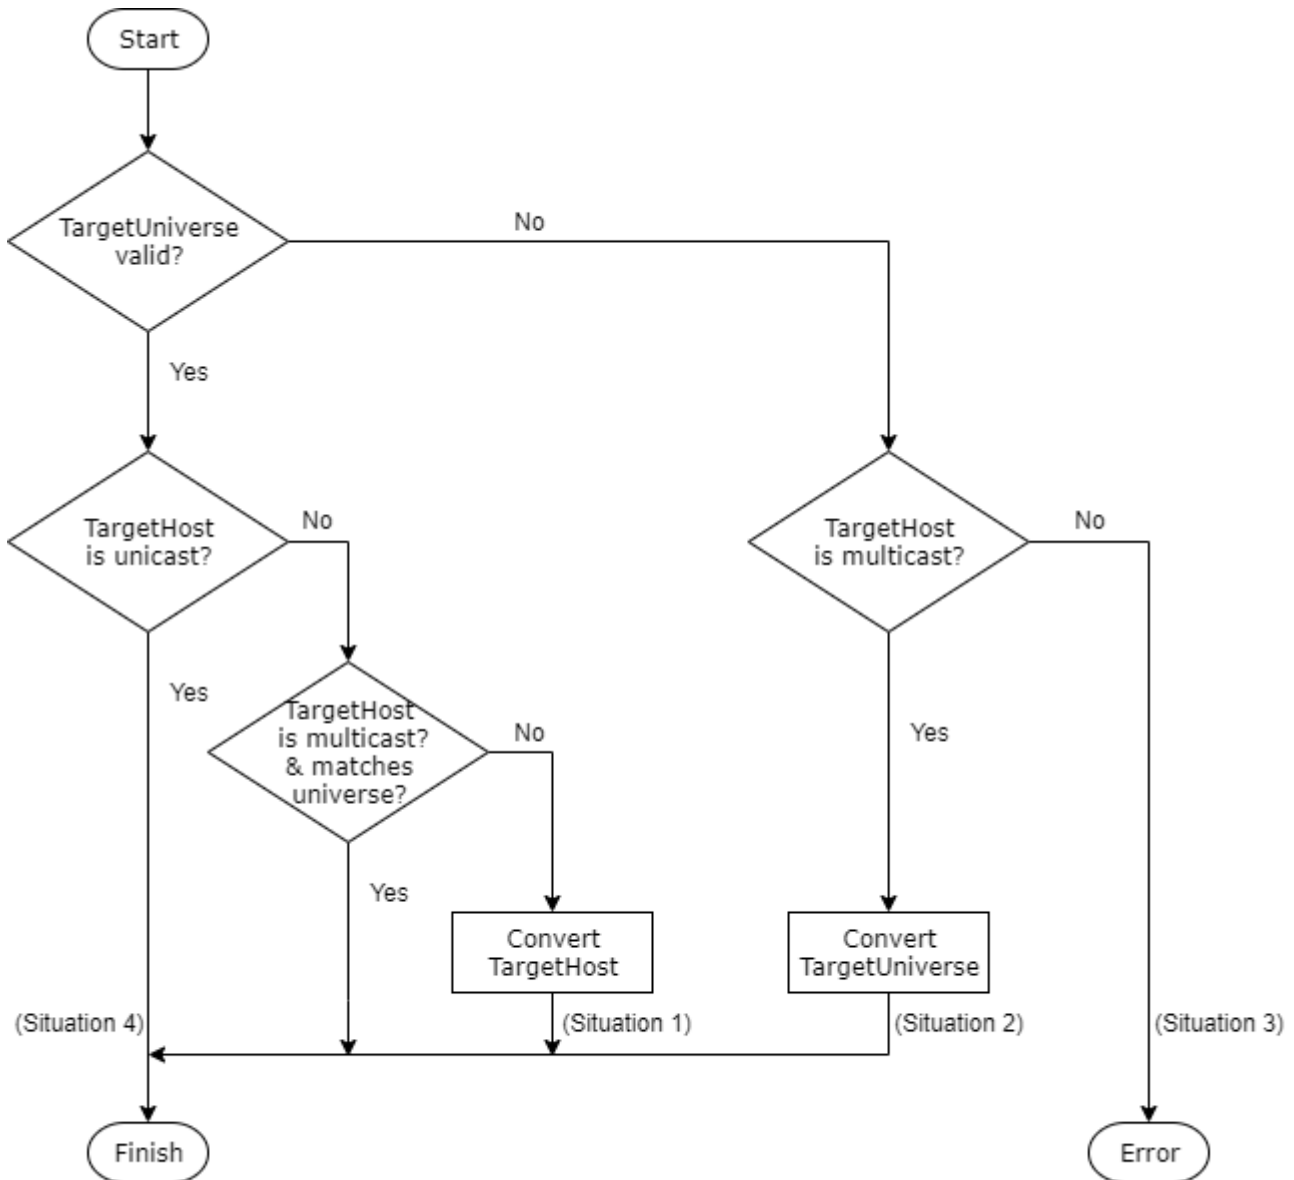 Start
TargetUniverse
valid?
No
Yes
TargetHost
is unicast?
No
TargetHost
is multicast?
No
Yes
TargetHost
is multicast?
& matches
universe?
No
Yes
Yes
Convert
TargetHost
Convert
TargetUniverse
(Situation 4)
(Situation 1)
(Situation 2)
(Situation 3)
Finish
Error